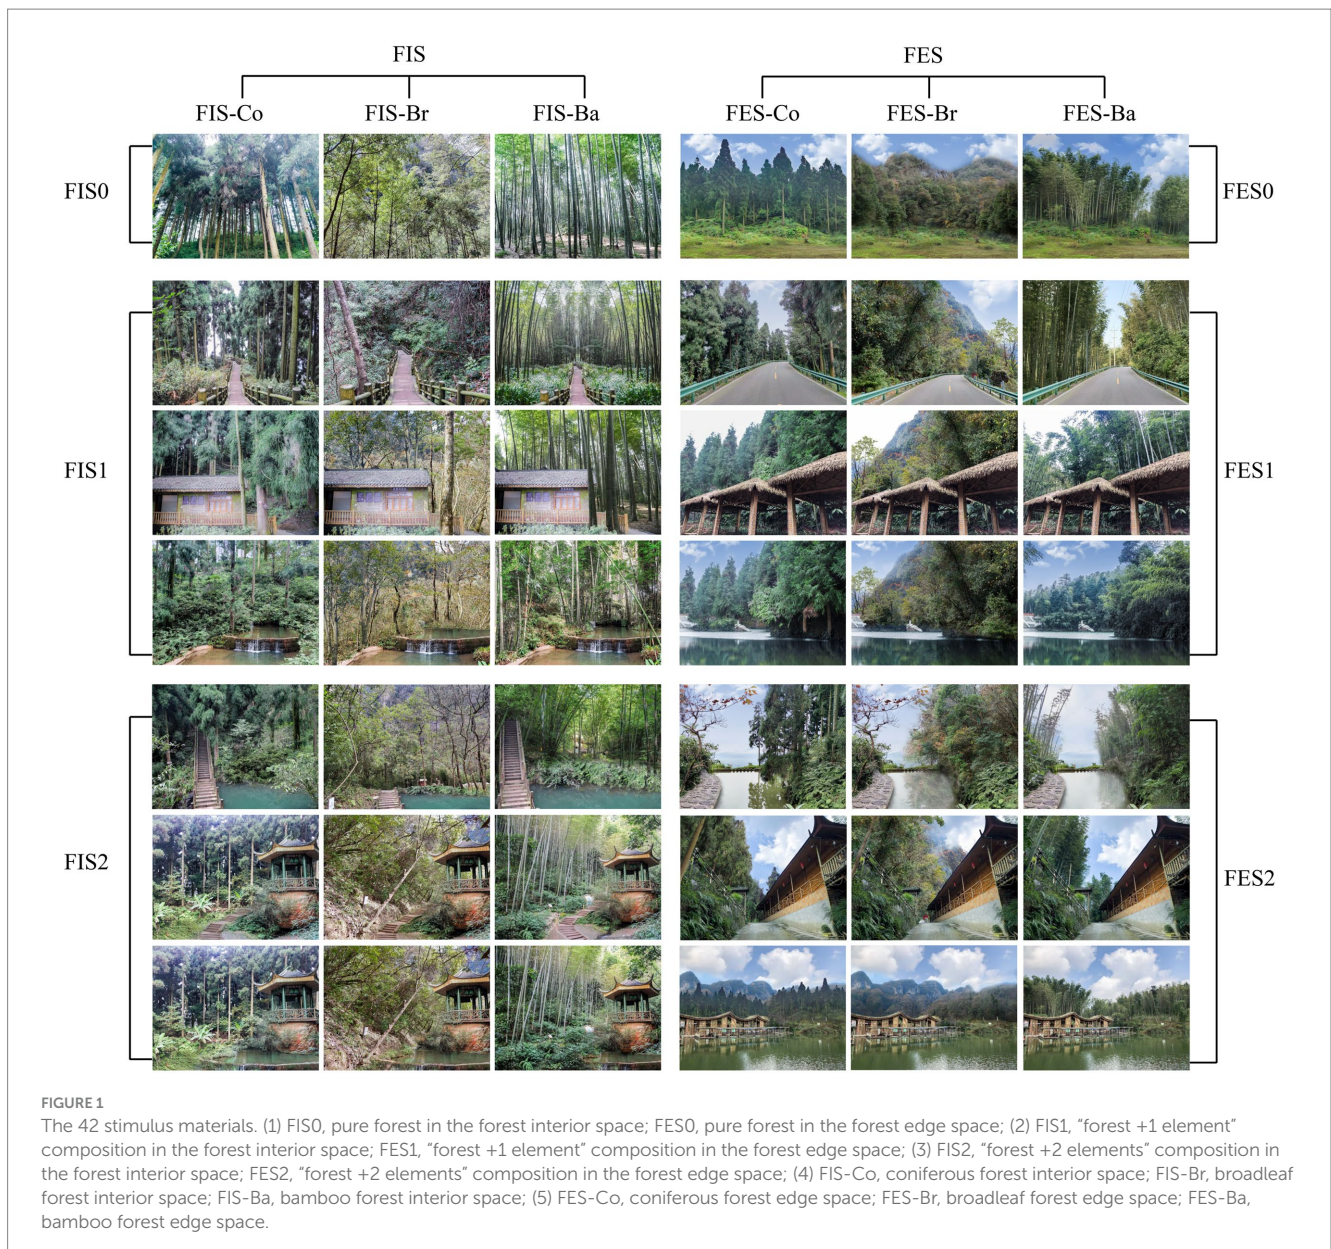 FIS
FES
FIS-Co
FIS-Br
FIS-Ba
FES-Co
FES-Br
FES-Ba
FIS0
FES0
FIS1
FES1
FIS2
FES2
FIGURE 1
The 42 stimulus materials. (1) FIS0, pure forest in the forest interior space; FES0, pure forest in the forest edge space; (2) FIS1, “forest +1 element”
composition in the forest interior space; FES1, “forest +1 element” composition in the forest edge space; (3) FIS2, “forest +2 elements” composition in
the forest interior space; FES2, “forest +2 elements” composition in the forest edge space; (4) FIS-Co, coniferous forest interior space; FIS-Br, broadleaf
forest interior space; FIS-Ba, bamboo forest interior space; (5) FES-Co, coniferous forest edge space; FES-Br, broadleaf forest edge space; FES-Ba,
bamboo forest edge space.